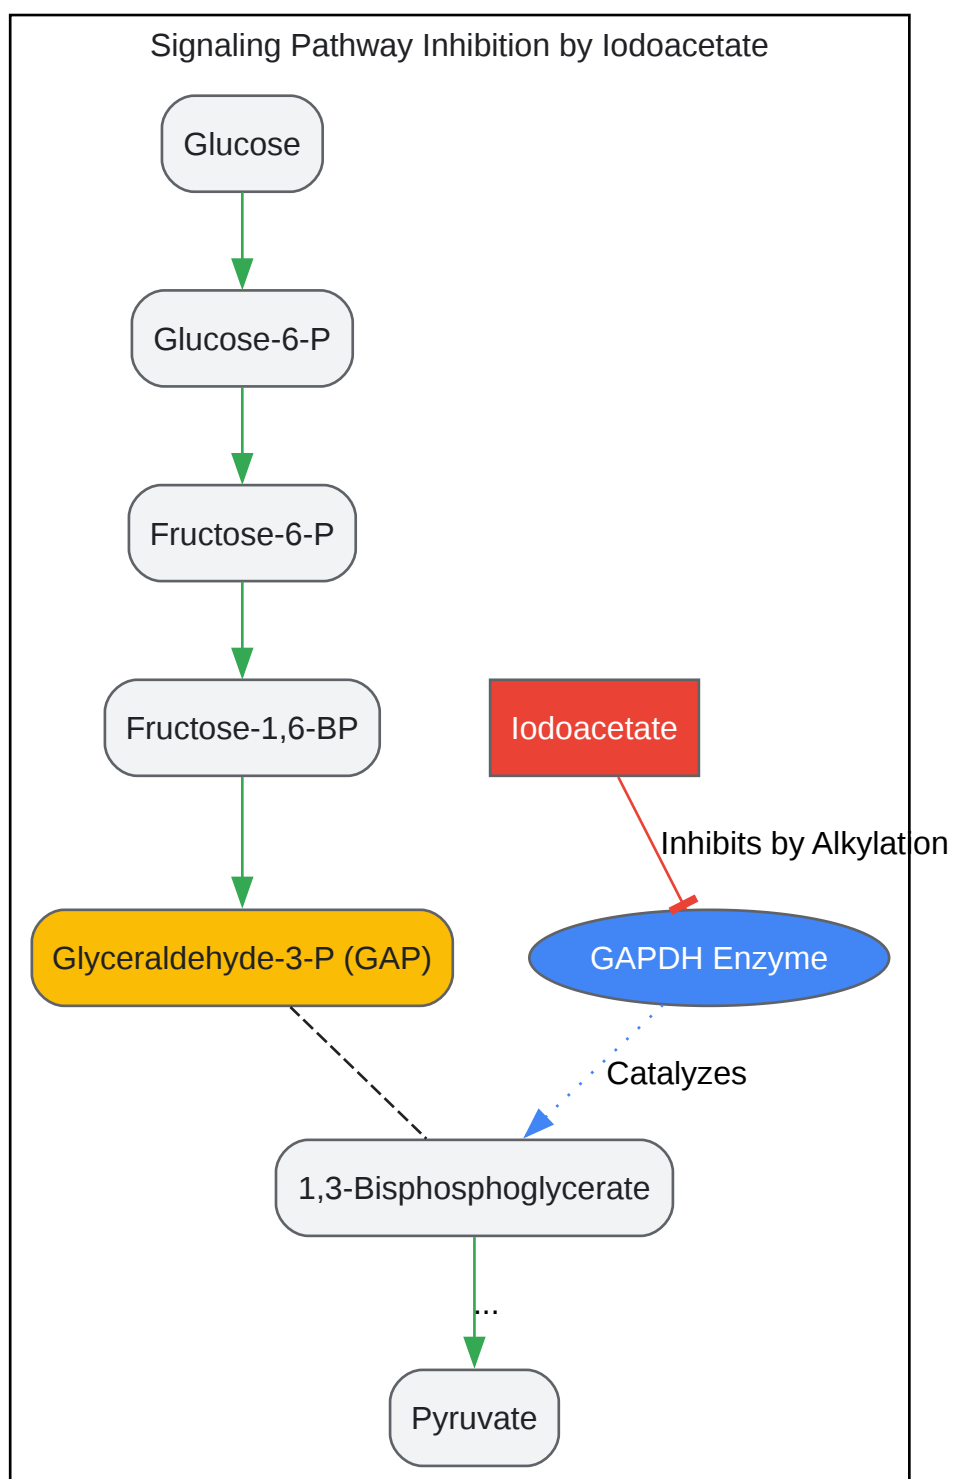 Signaling Pathway Inhibition by Iodoacetate
Glucose
Glucose-6-P
Fructose-6-P
Fructose-1,6-BP
Iodoacetate
Inhibits by Alkylation
Glyceraldehyde-3-P (GAP)
GAPDH Enzyme
Catalyzes
1,3-Bisphosphoglycerate
...
Pyruvate